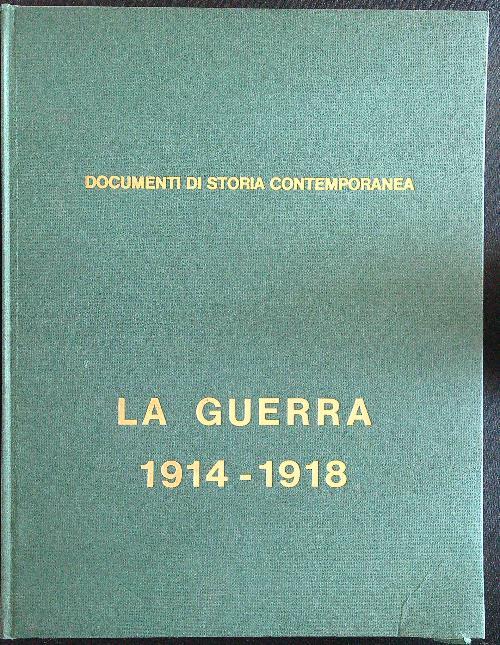 DOCUMENTI DI STORIA CONTEMPORANEA
LA GUERRA
1914 - 1918